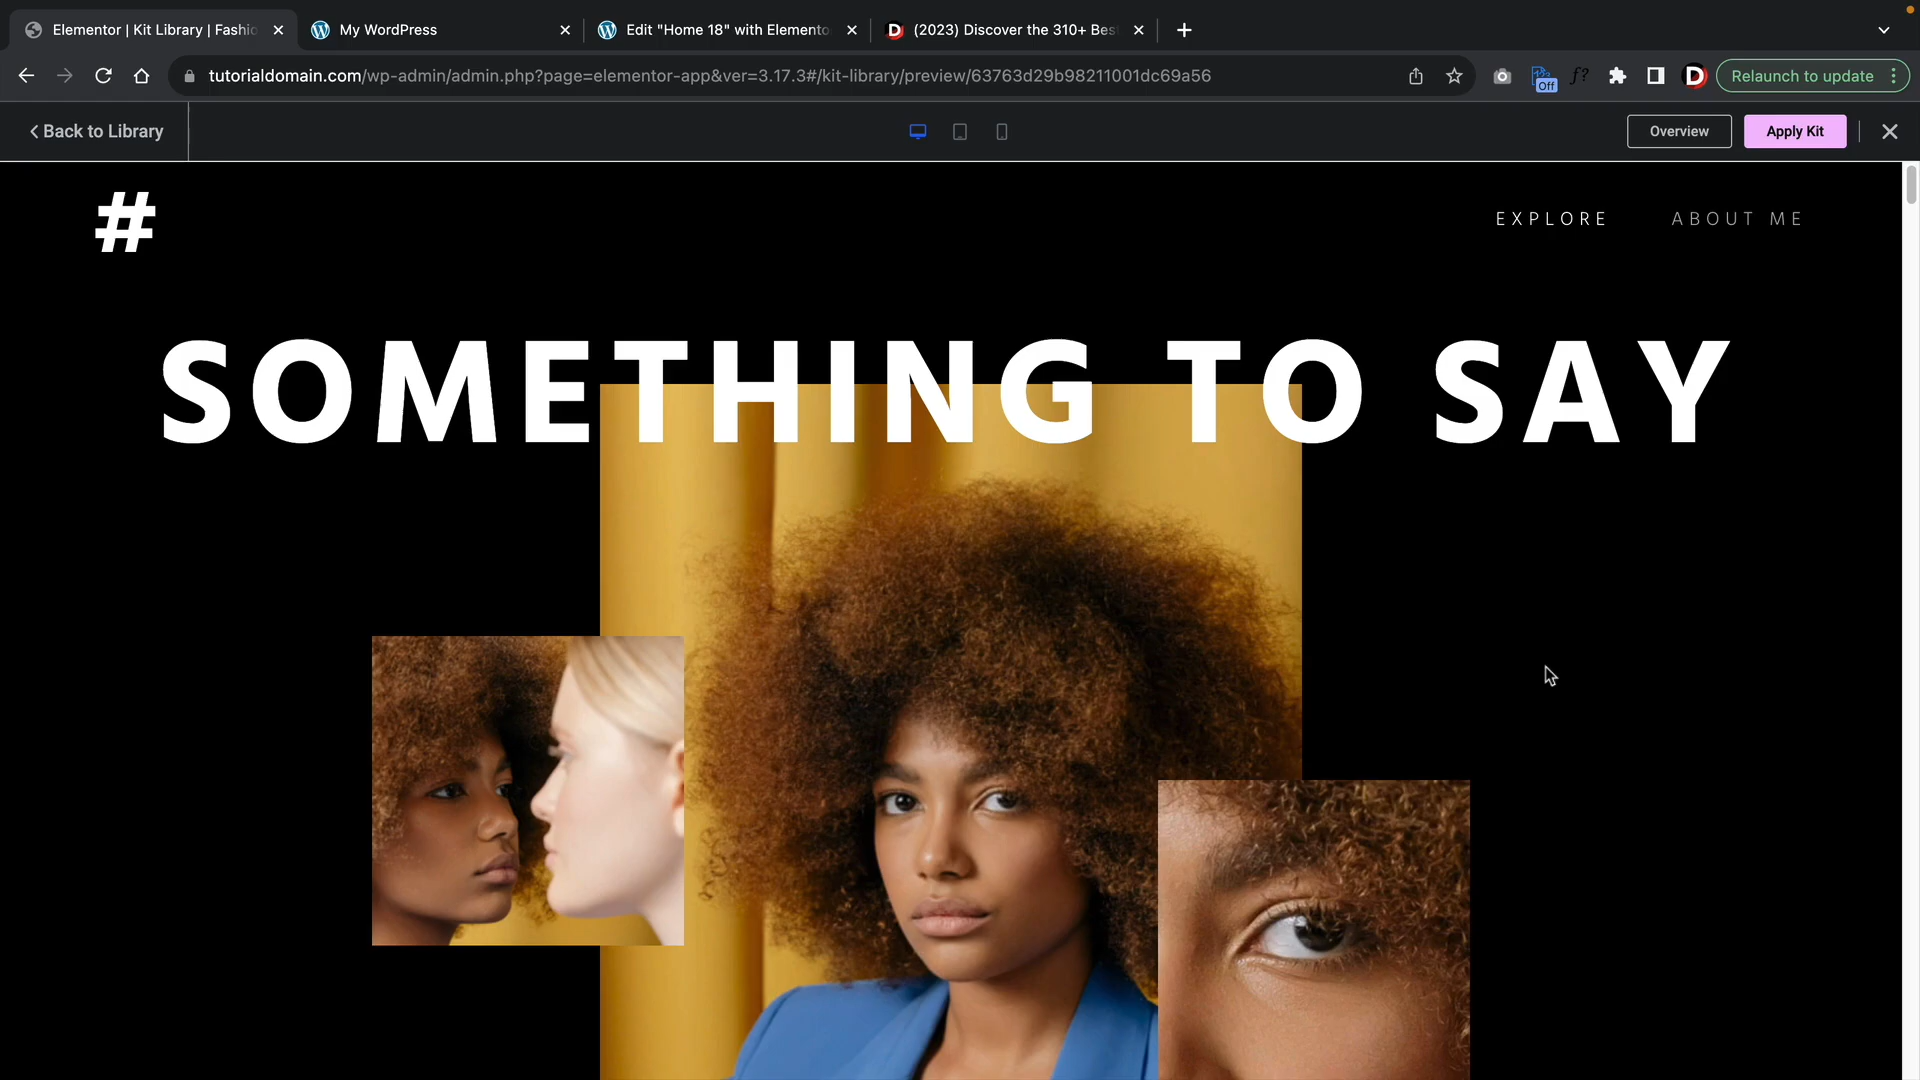 Elementor | Kit Library | Fashio
My WordPress
Edit "Home 18" with Elemento
(2023) Discover the 310+ Bes
tutorialdomain.com/wp-admin/admin.php?page=elementor-app&ver=3.17.3#/kit-library/preview/63763d29b98211001dc69a56
Off
f?
D
Relaunch to update
Back to Library
Overview
Apply Kit
#
EXPLORE
ABOUT ME
SOMETHING TO SAY